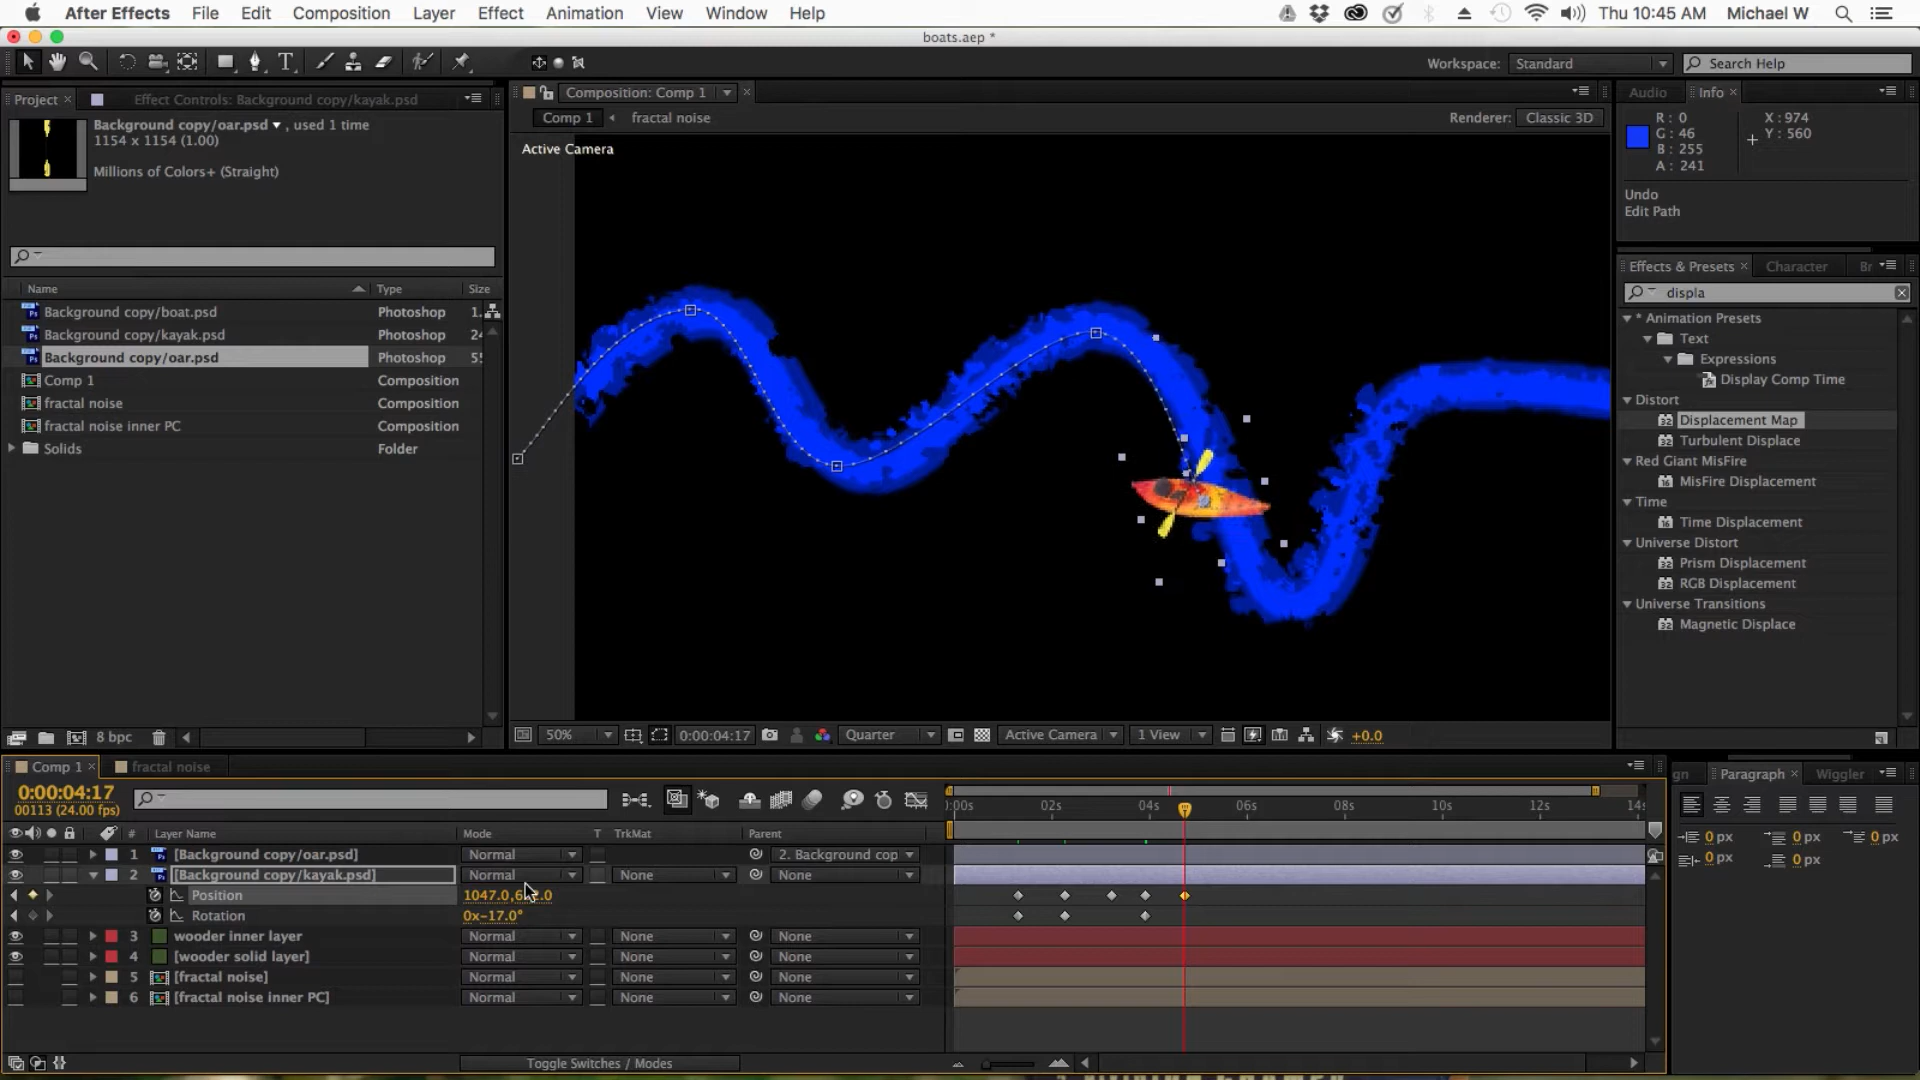 After Effects File Edit Composition Layer Effect Animation View Window Help Thu 10:45 AM Michael W
boats.aep *
Workspace: Standard Search Help
Project × Effect Controls: Background copy/kayak.psd
Background copy/oar.psd ▼ , used 1 time
1154 x 1154 (1.00)
Millions of Colors+ (Straight)
Name Type Size
Background copy/boat.psd Photoshop 1.
Background copy/kayak.psd Photoshop 24
Background copy/oar.psd Photoshop 55
Comp 1 Composition
fractal noise Composition
fractal noise inner PC Composition
Solids Folder
8 bpc
Composition: Comp 1 ×
Comp 1 fractal noise Renderer: Classic 3D
Active Camera
50% 0:00:04:17 Quarter Active Camera 1 View +0.0
Audio Info ×
R: 0
G: 46
B: 255
A: 241
X: 974
Y: 560
Undo
Edit Path
Effects & Presets × Character Br
displa
* Animation Presets
Text
Expressions
Display Comp Time
Distort
Displacement Map
Turbulent Displace
Red Giant MisFire
MisFire Displacement
Time
Time Displacement
Universe Distort
Prism Displacement
RGB Displacement
Universe Transitions
Magnetic Displace
Comp 1 × fractal noise
0:00:04:17
00113 (24.00 fps)
:00s 02s 04s 06s 08s 10s 12s 14s
# Layer Name Mode T TrkMat Parent
1 [Background copy/oar.psd] Normal 2. Background cop
2 [Background copy/kayak.psd] Normal None None
Position 1047.0,6 .0
Rotation 0x-17.0°
3 wooder inner layer Normal None None
4 [wooder solid layer] Normal None None
5 [fractal noise] Normal None None
6 [fractal noise inner PC] Normal None None
Toggle Switches / Modes
gn Paragraph × Wiggler
0 px 0 px 0 px
0 px 0 px